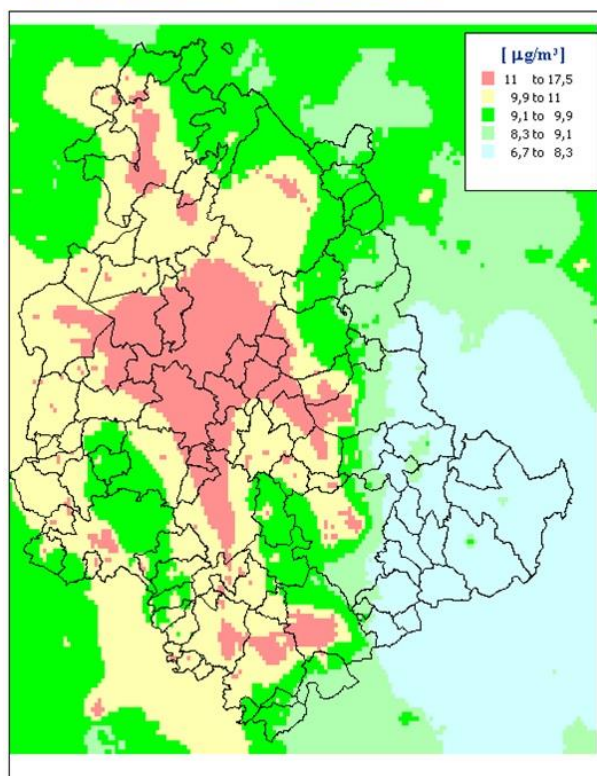 [ µg/m³]
11 to 17,5
9,9 to 11
9,1 to 9,9
8,3 to 9,1
6,7 to 8,3